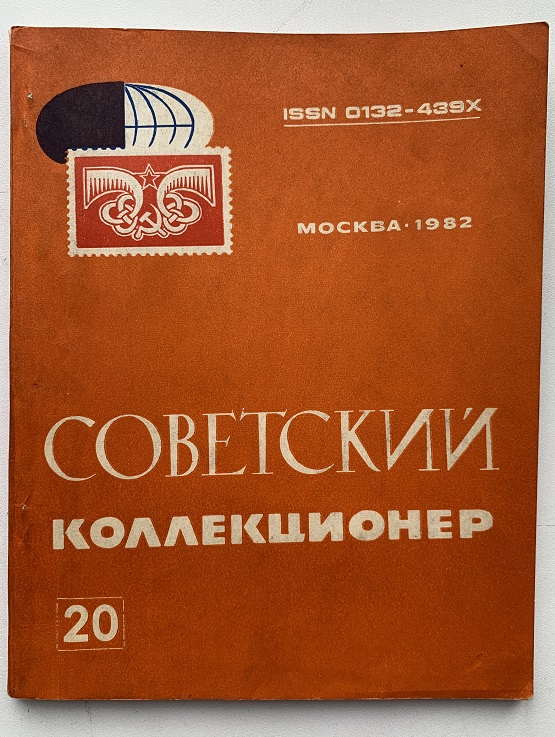 ISSN 0132-439X
МОСКВА·1982
СОВЕТСКИЙ
КОЛЛЕКЦИОНЕР
20